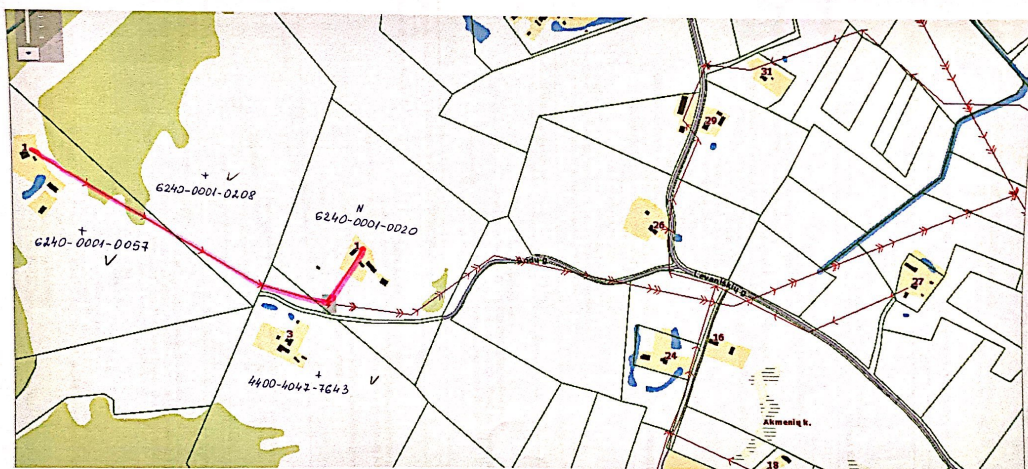 31
29
1
+ V
6240-0001-0208
N
6240-0001-0020
+
6240-0001-0057
V
1
26
27
Levaniškių g.
3
+
4400-4047-7643 V
24
16
Akmenių k.
18